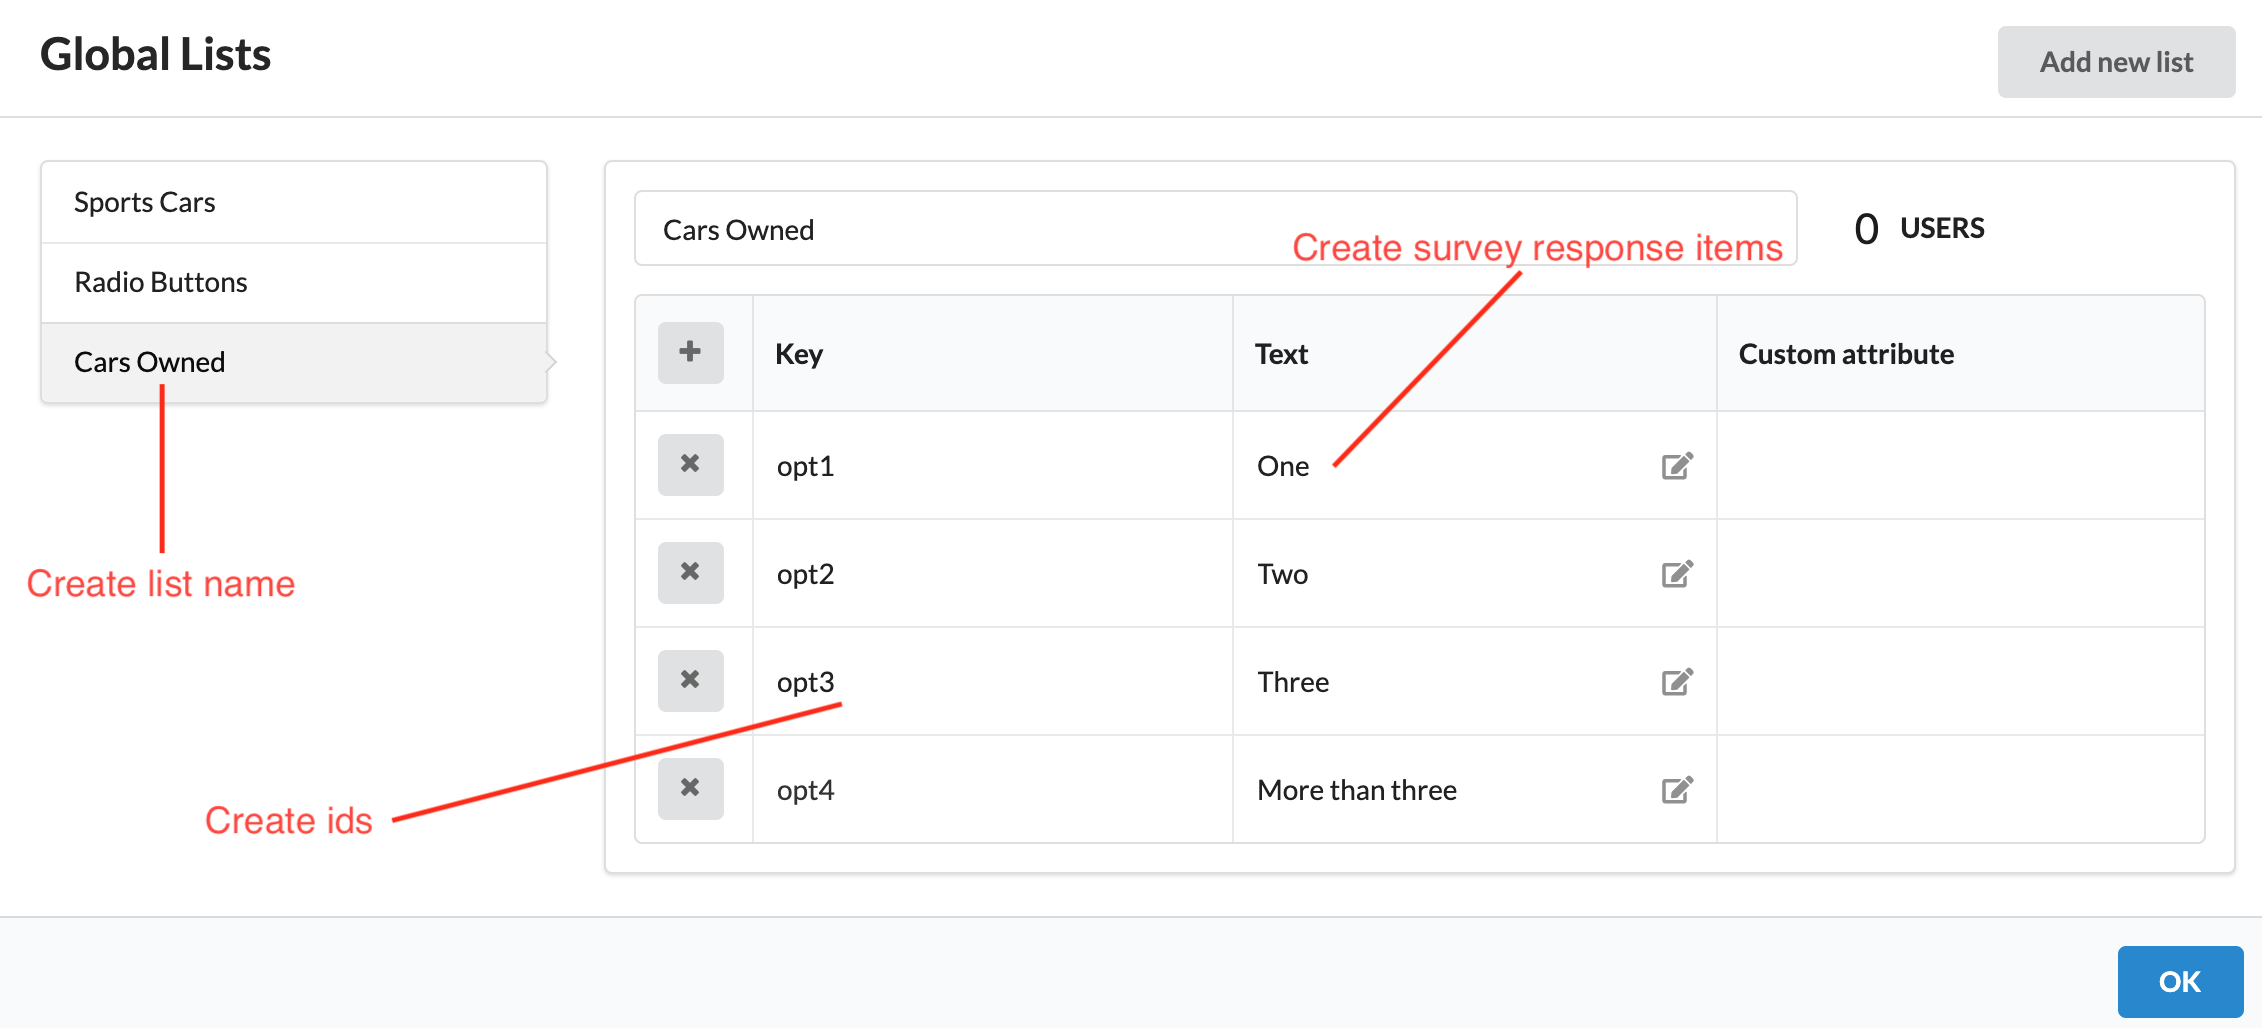 Global Lists
Add new list
Sports Cars
Radio Buttons
Cars Owned
Create list name
Create ids
Cars Owned
0 USERS
Create survey response items
Key Text Custom attribute
opt1 One
opt2 Two
opt3 Three
opt4 More than three
OK